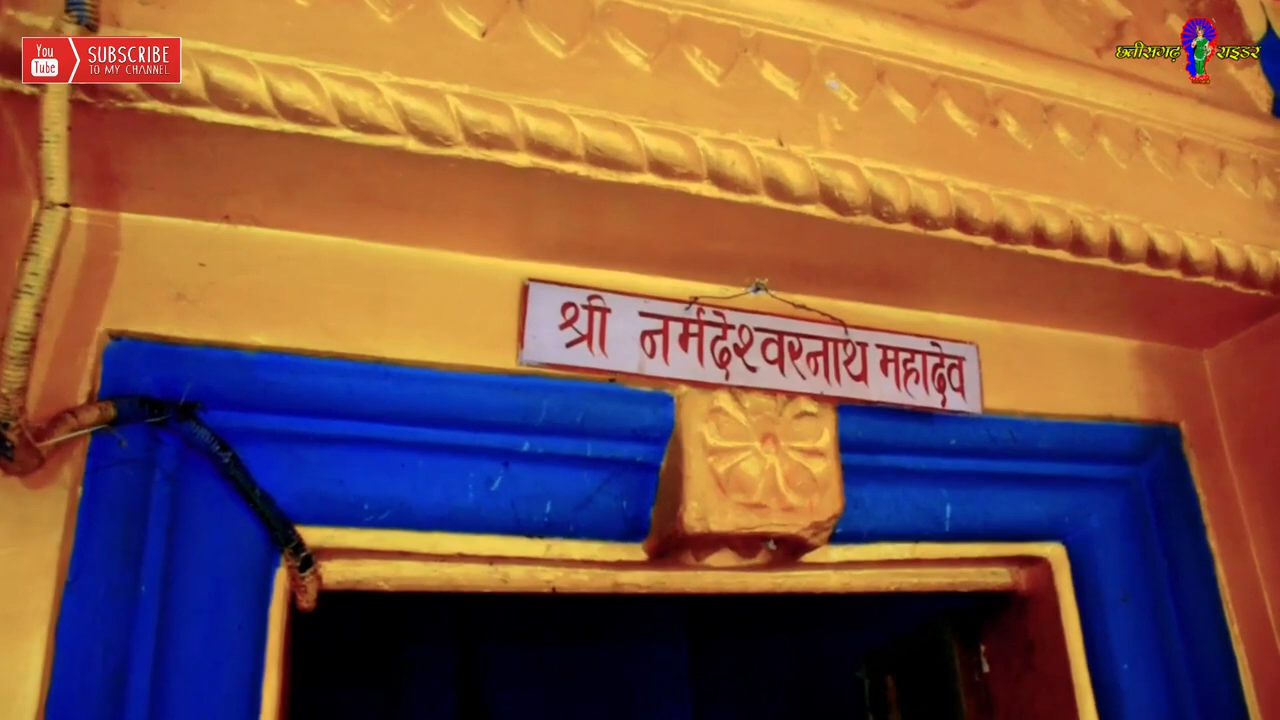 You Tube
SUBSCRIBE
TO MY CHANNEL
छत्तीसगढ़ राइडर
श्री नर्मदेश्वरनाथ महादेव